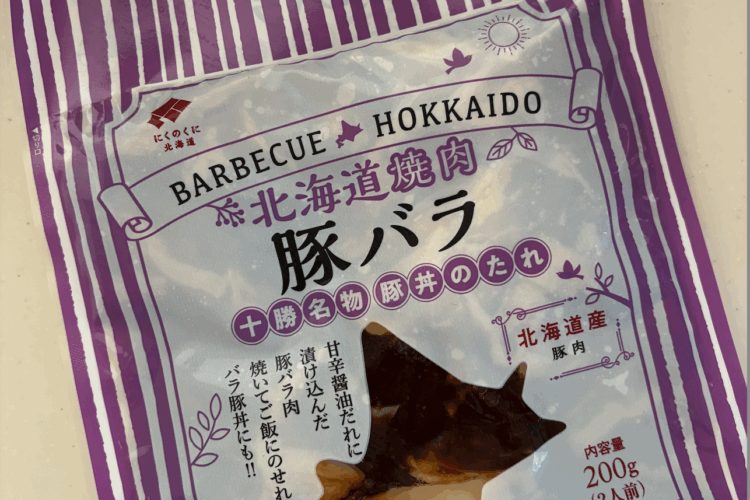 にくのくに
北海道
BARBECUE HOKKAIDO
北海道焼肉
豚バラ
十勝名物 豚丼のたれ
北海道産
豚肉
甘辛醤油だれに
漬け込んだ
豚バラ肉
焼いてご飯にのせれ
バラ豚丼にも!!
内容量
200g